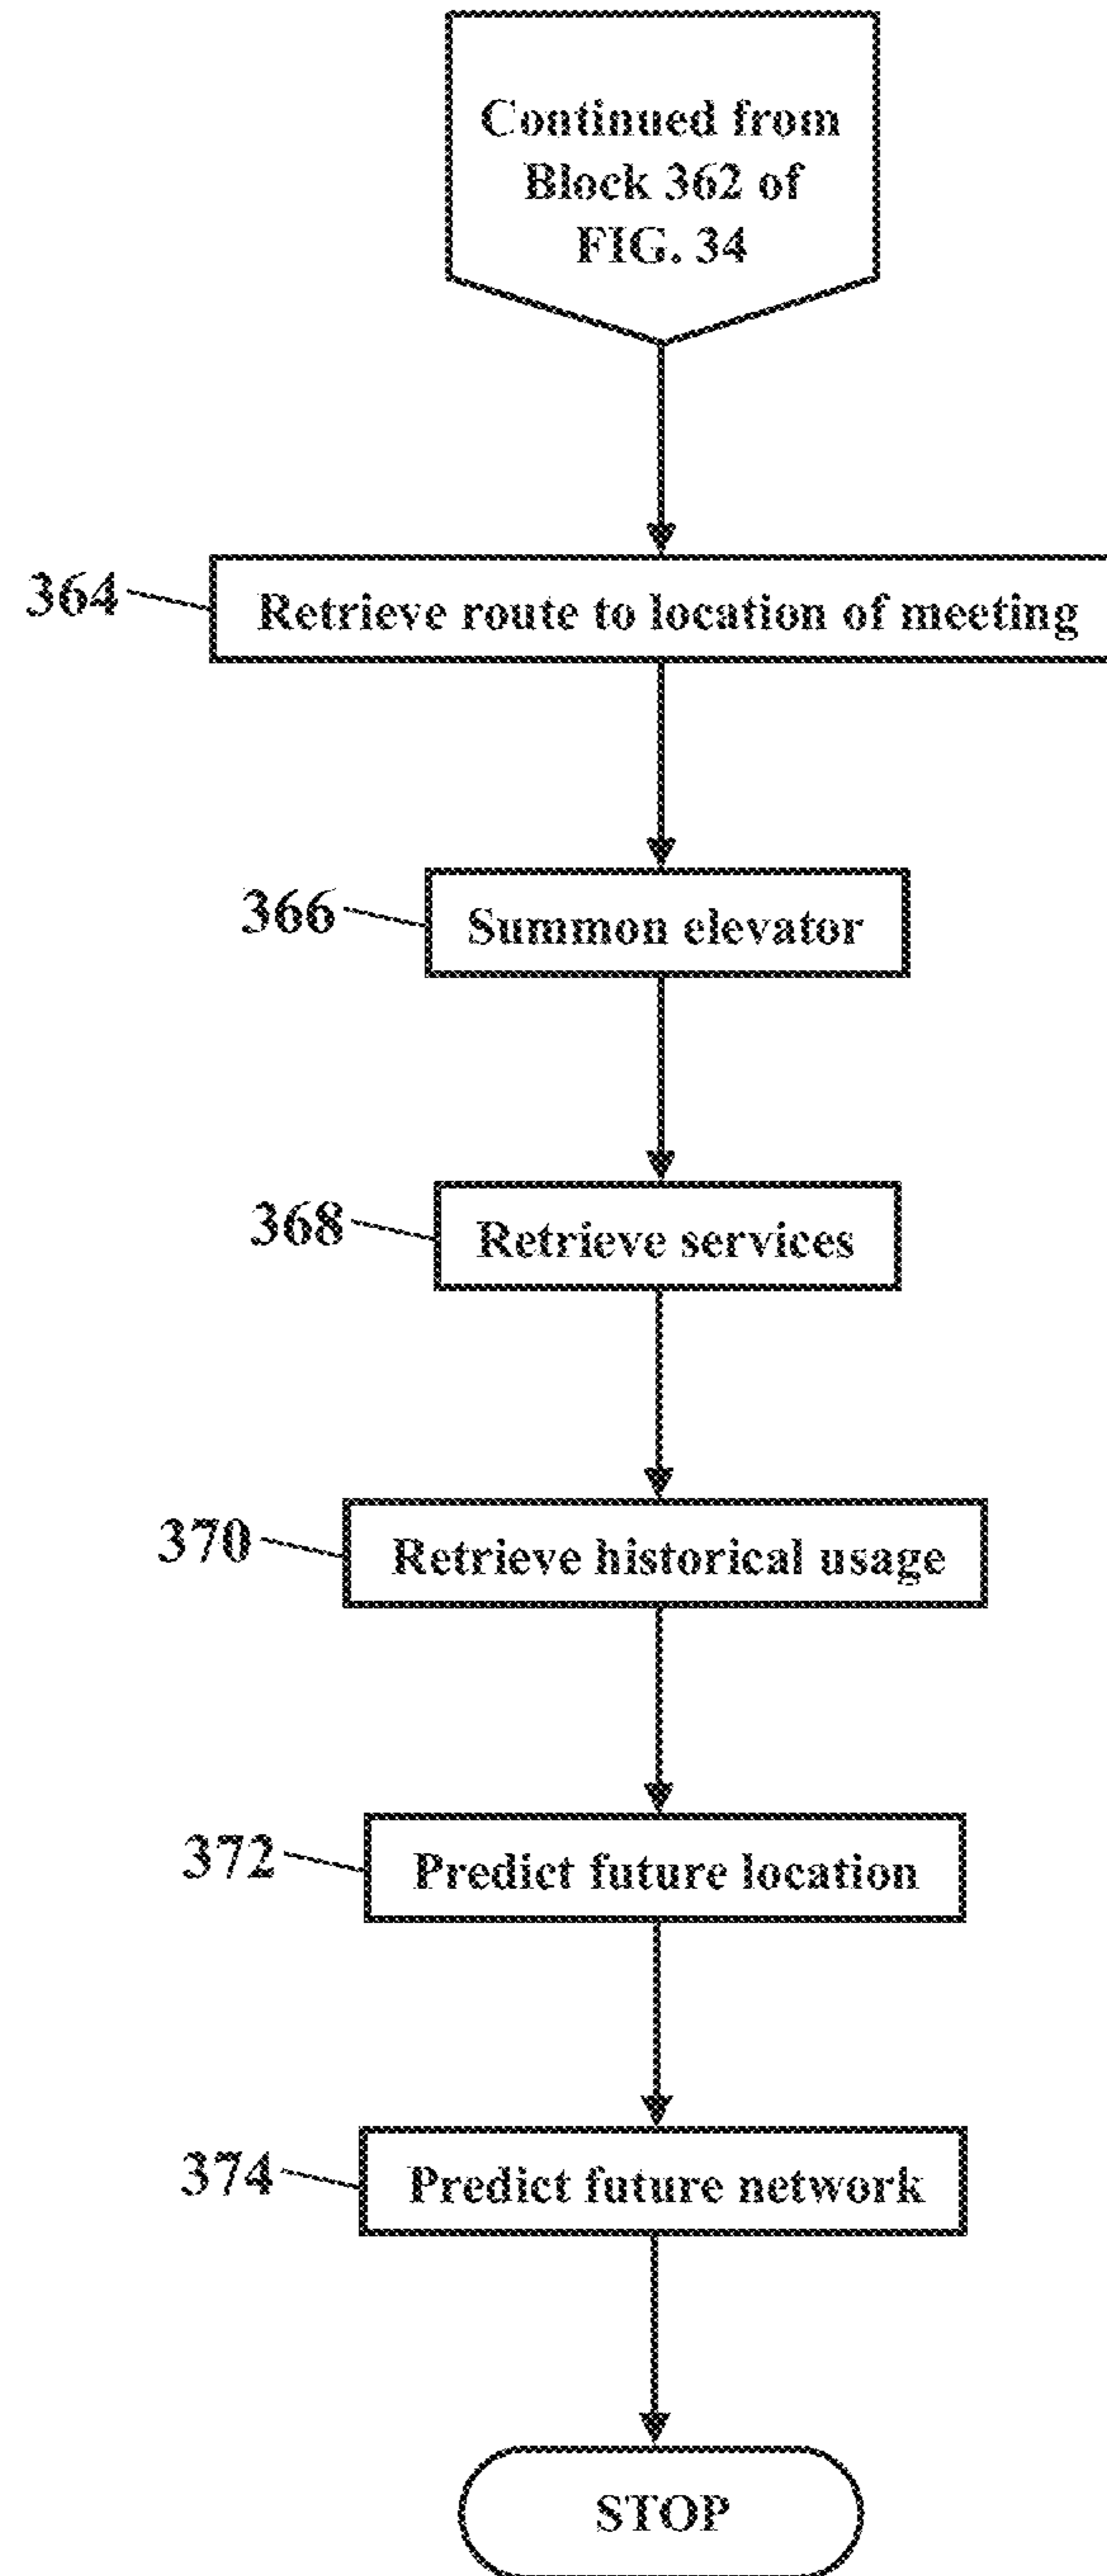 Continued from
Block 362 of
FIG. 34
364
Retrieve route to location of meeting
366
Summon elevator
368
Retrieve services
370
Retrieve historical usage
372
Predict future location
374
Predict future network
STOP